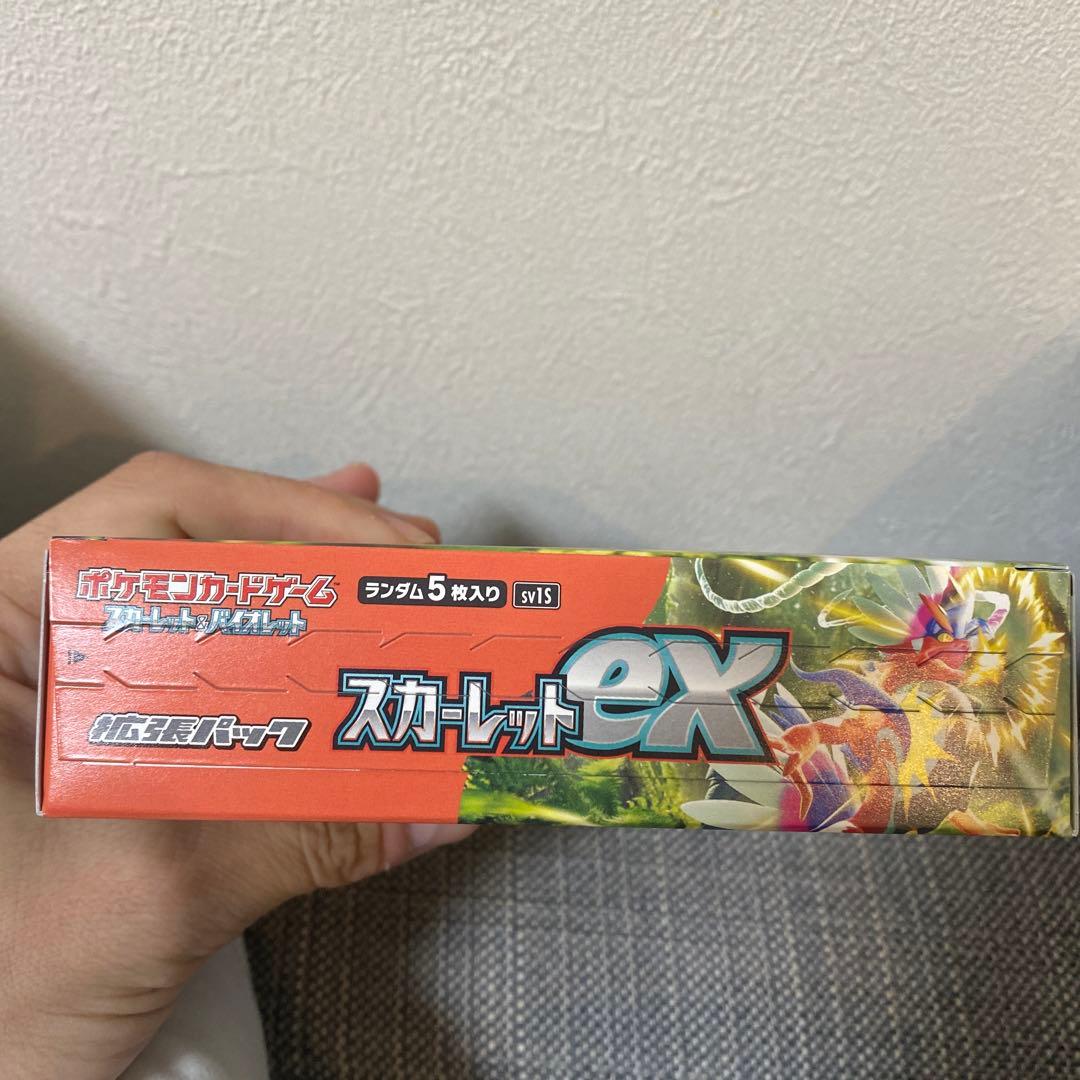 ポケモンカードゲーム
スカーレット&バイオレット
ランダム5枚入り
SV1S
拡張パック
スカーレットex